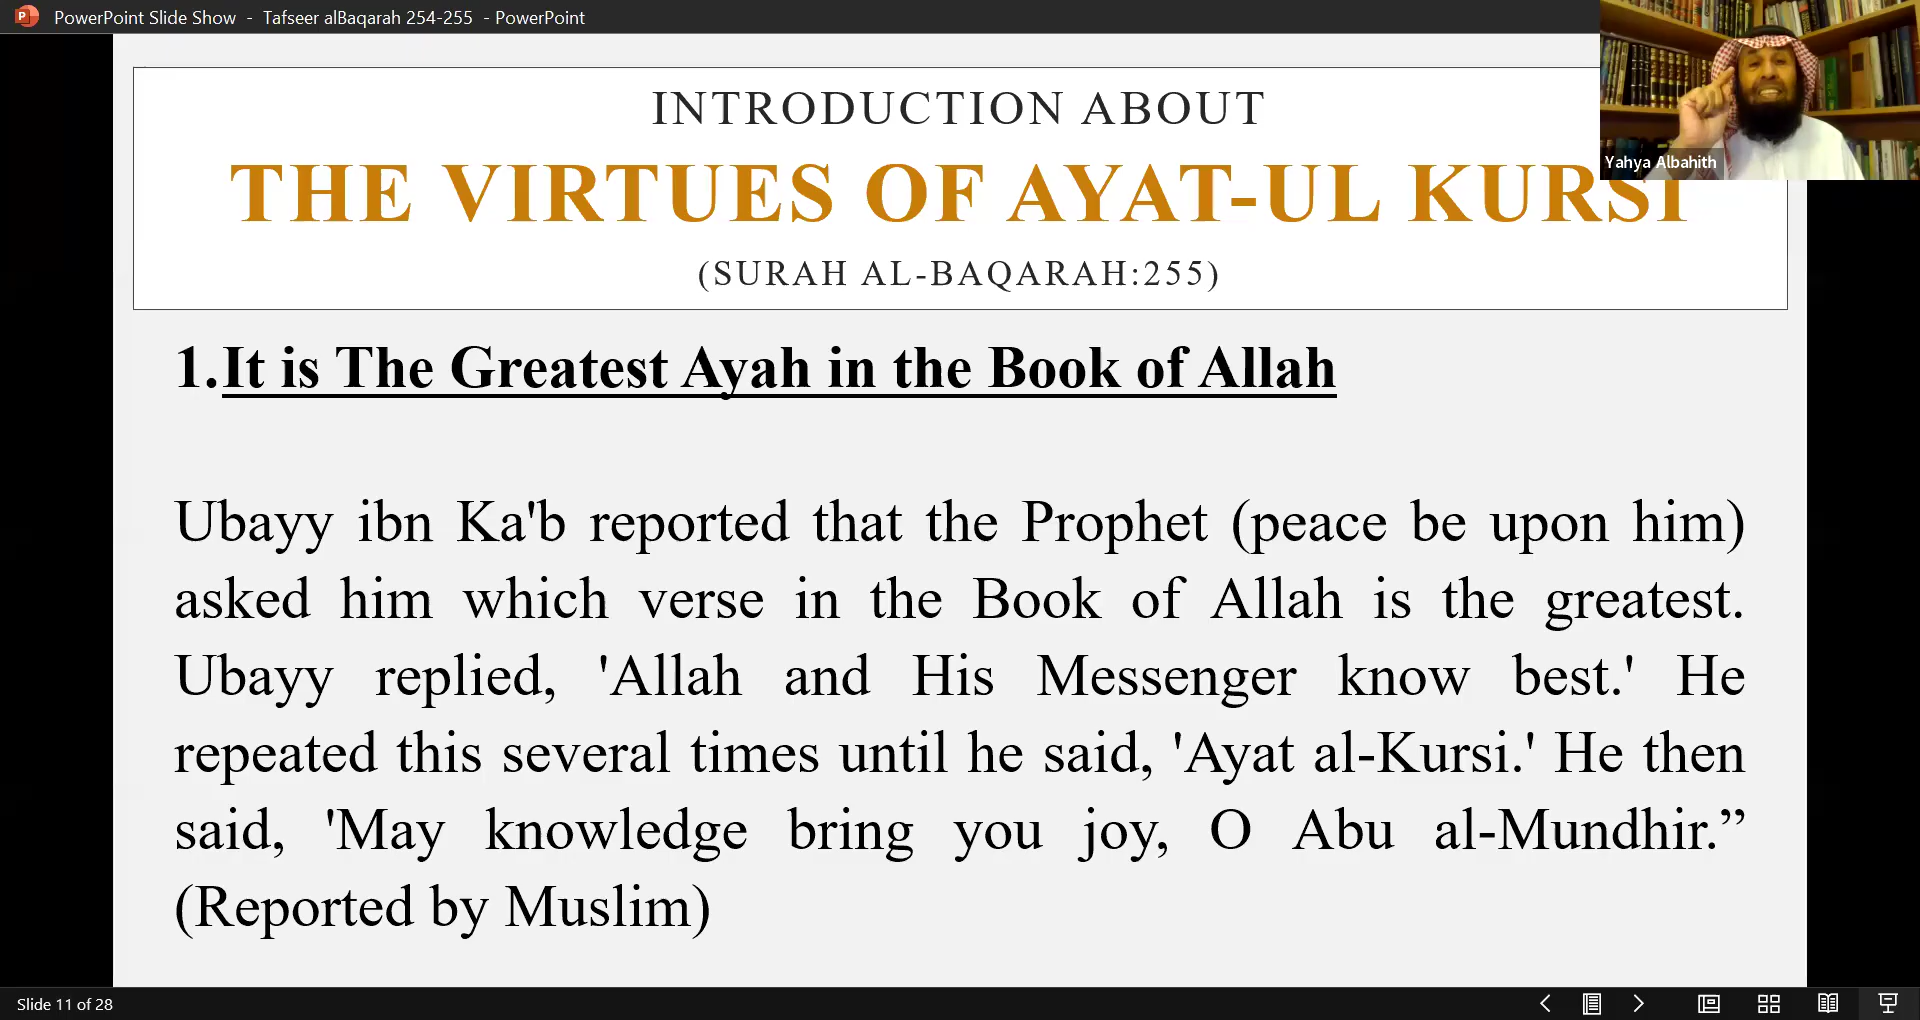 PowerPoint Slide Show - Tafseer alBaqarah 254-255 - PowerPoint
Yahya Albahith
INTRODUCTION ABOUT
THE VIRTUES OF AYAT-UL KURSI
(SURAH AL-BAQARAH:255)
1.It is The Greatest Ayah in the Book of Allah
Ubayy ibn Ka'b reported that the Prophet (peace be upon him)
asked him which verse in the Book of Allah is the greatest.
Ubayy replied, 'Allah and His Messenger know best.' He
repeated this several times until he said, 'Ayat al-Kursi.' He then
said, 'May knowledge bring you joy, O Abu al-Mundhir.”
(Reported by Muslim)
Slide 11 of 28